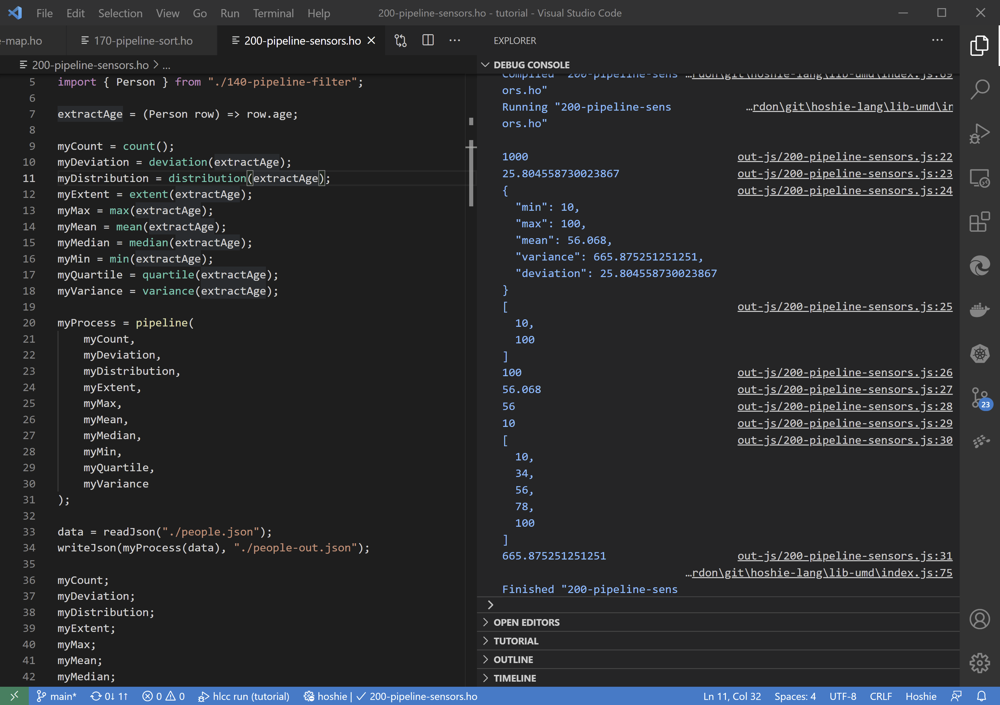 File Edit Selection View Go Run Terminal Help 200-pipeline-sensors.ho - tutorial - Visual Studio Code
e-map.ho 170-pipeline-sort.ho 200-pipeline-sensors.ho
200-pipeline-sensors.ho > ...
5 import { Person } from "./140-pipeline-filter";
6
7 extractAge = (Person row) => row.age;
8
9 myCount = count();
10 myDeviation = deviation(extractAge);
11 myDistribution = distribution(extractAge);
12 myExtent = extent(extractAge);
13 myMax = max(extractAge);
14 myMean = mean(extractAge);
15 myMedian = median(extractAge);
16 myMin = min(extractAge);
17 myQuartile = quartile(extractAge);
18 myVariance = variance(extractAge);
19
20 myProcess = pipeline(
21 myCount,
22 myDeviation,
23 myDistribution,
24 myExtent,
25 myMax,
26 myMean,
27 myMedian,
28 myMin,
29 myQuartile,
30 myVariance
31 );
32
33 data = readJson("./people.json");
34 writeJson(myProcess(data), "./people-out.json");
35
36 myCount;
37 myDeviation;
38 myDistribution;
39 myExtent;
40 myMax;
41 myMean;
42 myMedian;
EXPLORER ...
DEBUG CONSOLE
Compiled "200-pipeline-sens …rdon\git\hoshie-lang\lib-umd\index.js:69
ors.ho"
Running "200-pipeline-sens …rdon\git\hoshie-lang\lib-umd\in
ors.ho"
1000 out-js/200-pipeline-sensors.js:22
25.804558730023867 out-js/200-pipeline-sensors.js:23
{ out-js/200-pipeline-sensors.js:24
"min": 10,
"max": 100,
"mean": 56.068,
"variance": 665.875251251251,
"deviation": 25.804558730023867
}
[ out-js/200-pipeline-sensors.js:25
10,
100
]
100 out-js/200-pipeline-sensors.js:26
56.068 out-js/200-pipeline-sensors.js:27
56 out-js/200-pipeline-sensors.js:28
10 out-js/200-pipeline-sensors.js:29
[ out-js/200-pipeline-sensors.js:30
10,
34,
56,
78,
100
]
665.875251251251 out-js/200-pipeline-sensors.js:31
…rdon\git\hoshie-lang\lib-umd\index.js:75
Finished "200-pipeline-sens
>
OPEN EDITORS
TUTORIAL
OUTLINE
TIMELINE
23
main* 0↓ 1↑ 0 0 hlcc run (tutorial) hoshie | ✓ 200-pipeline-sensors.ho Ln 11, Col 32 Spaces: 4 UTF-8 CRLF Hoshie